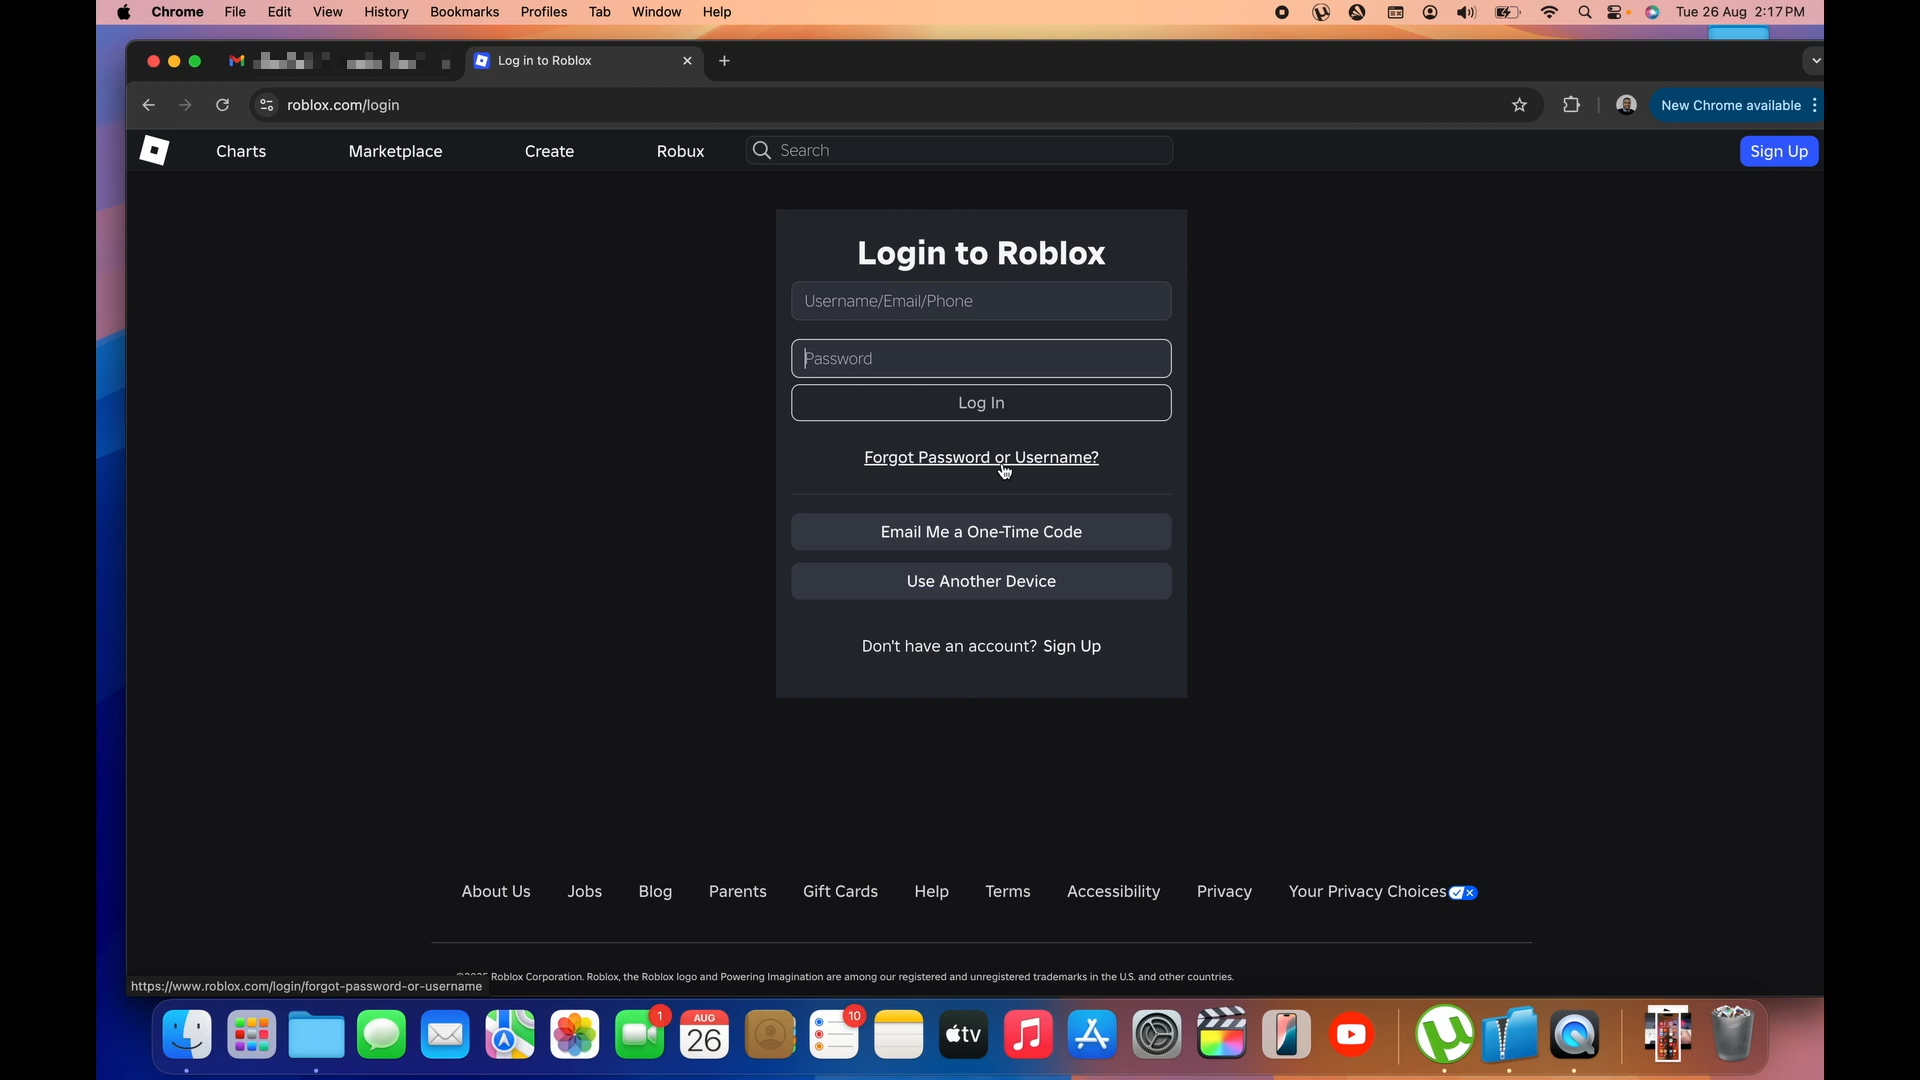 Chrome File Edit View History Bookmarks Profiles Tab Window Help Tue 26 Aug 2:17 PM
Log in to Roblox
roblox.com/login New Chrome available
Charts Marketplace Create Robux Search Sign Up
Login to Roblox
Username/Email/Phone
Password
Log In
Forgot Password or Username?
Email Me a One-Time Code
Use Another Device
Don't have an account? Sign Up
About Us Jobs Blog Parents Gift Cards Help Terms Accessibility Privacy Your Privacy Choices
Roblox Corporation. Roblox, the Roblox logo and Powering Imagination are among our registered and unregistered trademarks in the U.S. and other countries.
https://www.roblox.com/login/forgot-password-or-username
1
AUG
26
10
tv